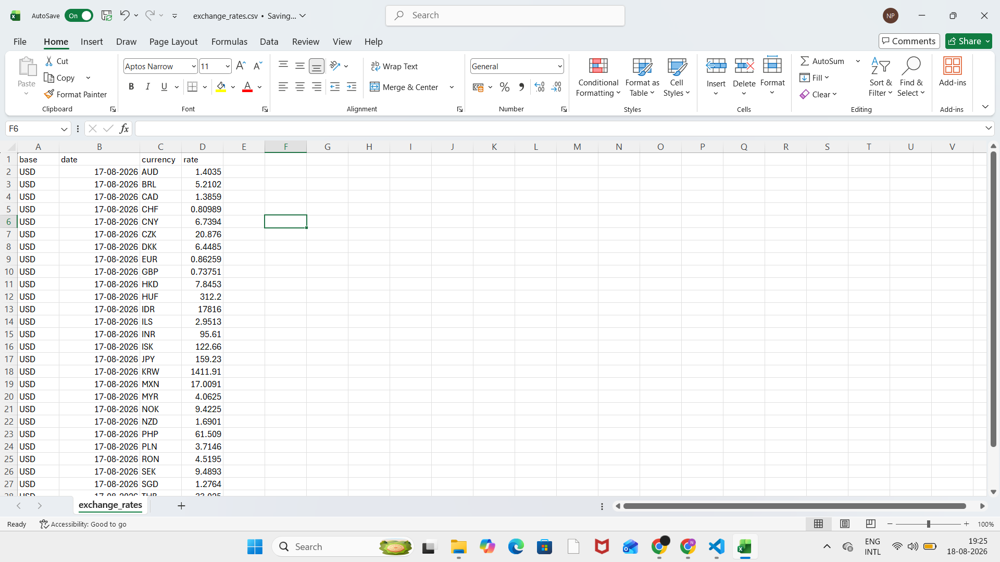 AutoSave On exchange_rates.csv • Saving... Search NP
File Home Insert Draw Page Layout Formulas Data Review View Help Comments Share
Paste Cut Copy Format Painter Clipboard
Aptos Narrow 11 B I U A Font
Wrap Text Merge & Center Alignment
General % Number
Conditional Formatting Format as Table Cell Styles Styles
Insert Delete Format Cells
AutoSum Fill Clear Sort & Filter Find & Select Editing
Add-ins Add-ins
F6 fx
A B C D E F G H I J K L M N O P Q R S T U V
1 base date currency rate
2 USD 17-08-2026 AUD 1.4035
3 USD 17-08-2026 BRL 5.2102
4 USD 17-08-2026 CAD 1.3859
5 USD 17-08-2026 CHF 0.80989
6 USD 17-08-2026 CNY 6.7394
7 USD 17-08-2026 CZK 20.876
8 USD 17-08-2026 DKK 6.4485
9 USD 17-08-2026 EUR 0.86259
10 USD 17-08-2026 GBP 0.73751
11 USD 17-08-2026 HKD 7.8453
12 USD 17-08-2026 HUF 312.2
13 USD 17-08-2026 IDR 17816
14 USD 17-08-2026 ILS 2.9513
15 USD 17-08-2026 INR 95.61
16 USD 17-08-2026 ISK 122.66
17 USD 17-08-2026 JPY 159.23
18 USD 17-08-2026 KRW 1411.91
19 USD 17-08-2026 MXN 17.0091
20 USD 17-08-2026 MYR 4.0625
21 USD 17-08-2026 NOK 9.4225
22 USD 17-08-2026 NZD 1.6901
23 USD 17-08-2026 PHP 61.509
24 USD 17-08-2026 PLN 3.7146
25 USD 17-08-2026 RON 4.5195
26 USD 17-08-2026 SEK 9.4893
27 USD 17-08-2026 SGD 1.2764
28 USD 17-08-2026 THB 33.025
exchange_rates
Ready Accessibility: Good to go 100%
Search ENG INTL 19:25 18-08-2026